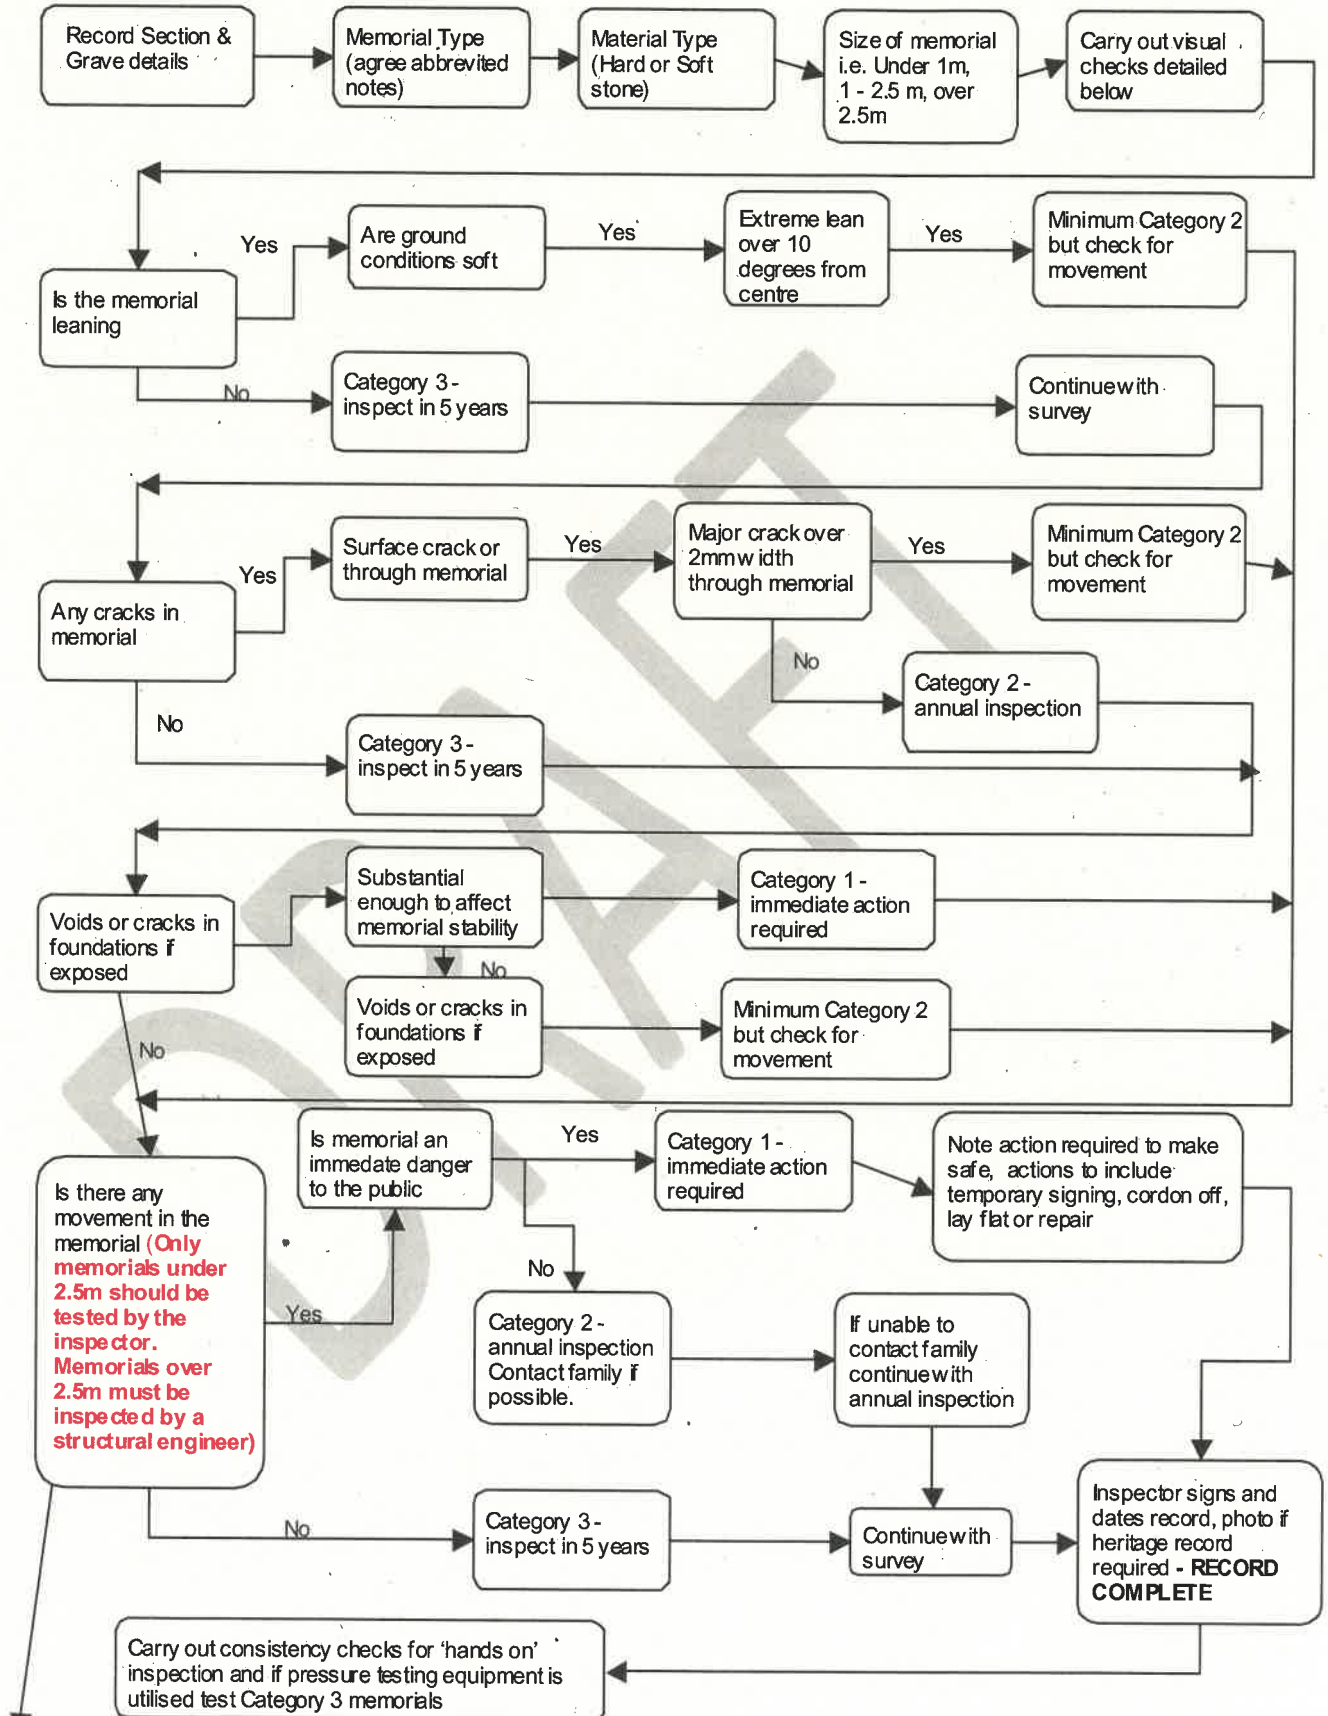 Record Section &
Grave details
Memorial Type
(agree abbrevited
notes)
Material Type
(Hard or Soft
stone)
Size of memorial
i.e. Under 1m,
1 - 2.5 m, over
2.5m
Carry out visual
checks detailed
below
Is the memorial
leaning
Yes
Are ground
conditions soft
Yes
Extreme lean
over 10
degrees from
centre
Yes
Minimum Category 2
but check for
movement
No
Category 3 -
inspect in 5 years
Continue with
survey
Any cracks in
memorial
Yes
Surface crack or
through memorial
Yes
Major crack over
2mm width
through memorial
Yes
Minimum Category 2
but check for
movement
No
Category 2 -
annual inspection
No
Category 3 -
inspect in 5 years
Voids or cracks in
foundations if
exposed
Substantial
enough to affect
memorial stability
Category 1 -
immediate action
required
No
Voids or cracks in
foundations if
exposed
Minimum Category 2
but check for
movement
No
Is there any
movement in the
memorial (Only
memorials under
2.5m should be
tested by the
inspector.
Memorials over
2.5m must be
inspected by a
structural engineer)
Yes
Is memorial an
immedate danger
to the public
Yes
Category 1 -
immediate action
required
Note action required to make
safe, actions to include
temporary signing, cordon off,
lay flat or repair
No
Category 2 -
annual inspection
Contact family if
possible.
If unable to
contact family
continue with
annual inspection
No
Category 3 -
inspect in 5 years
Continue with
survey
Inspector signs and
dates record, photo if
heritage record
required - RECORD
COMPLETE
Carry out consistency checks for 'hands on'
inspection and if pressure testing equipment is
utilised test Category 3 memorials
DRAFT